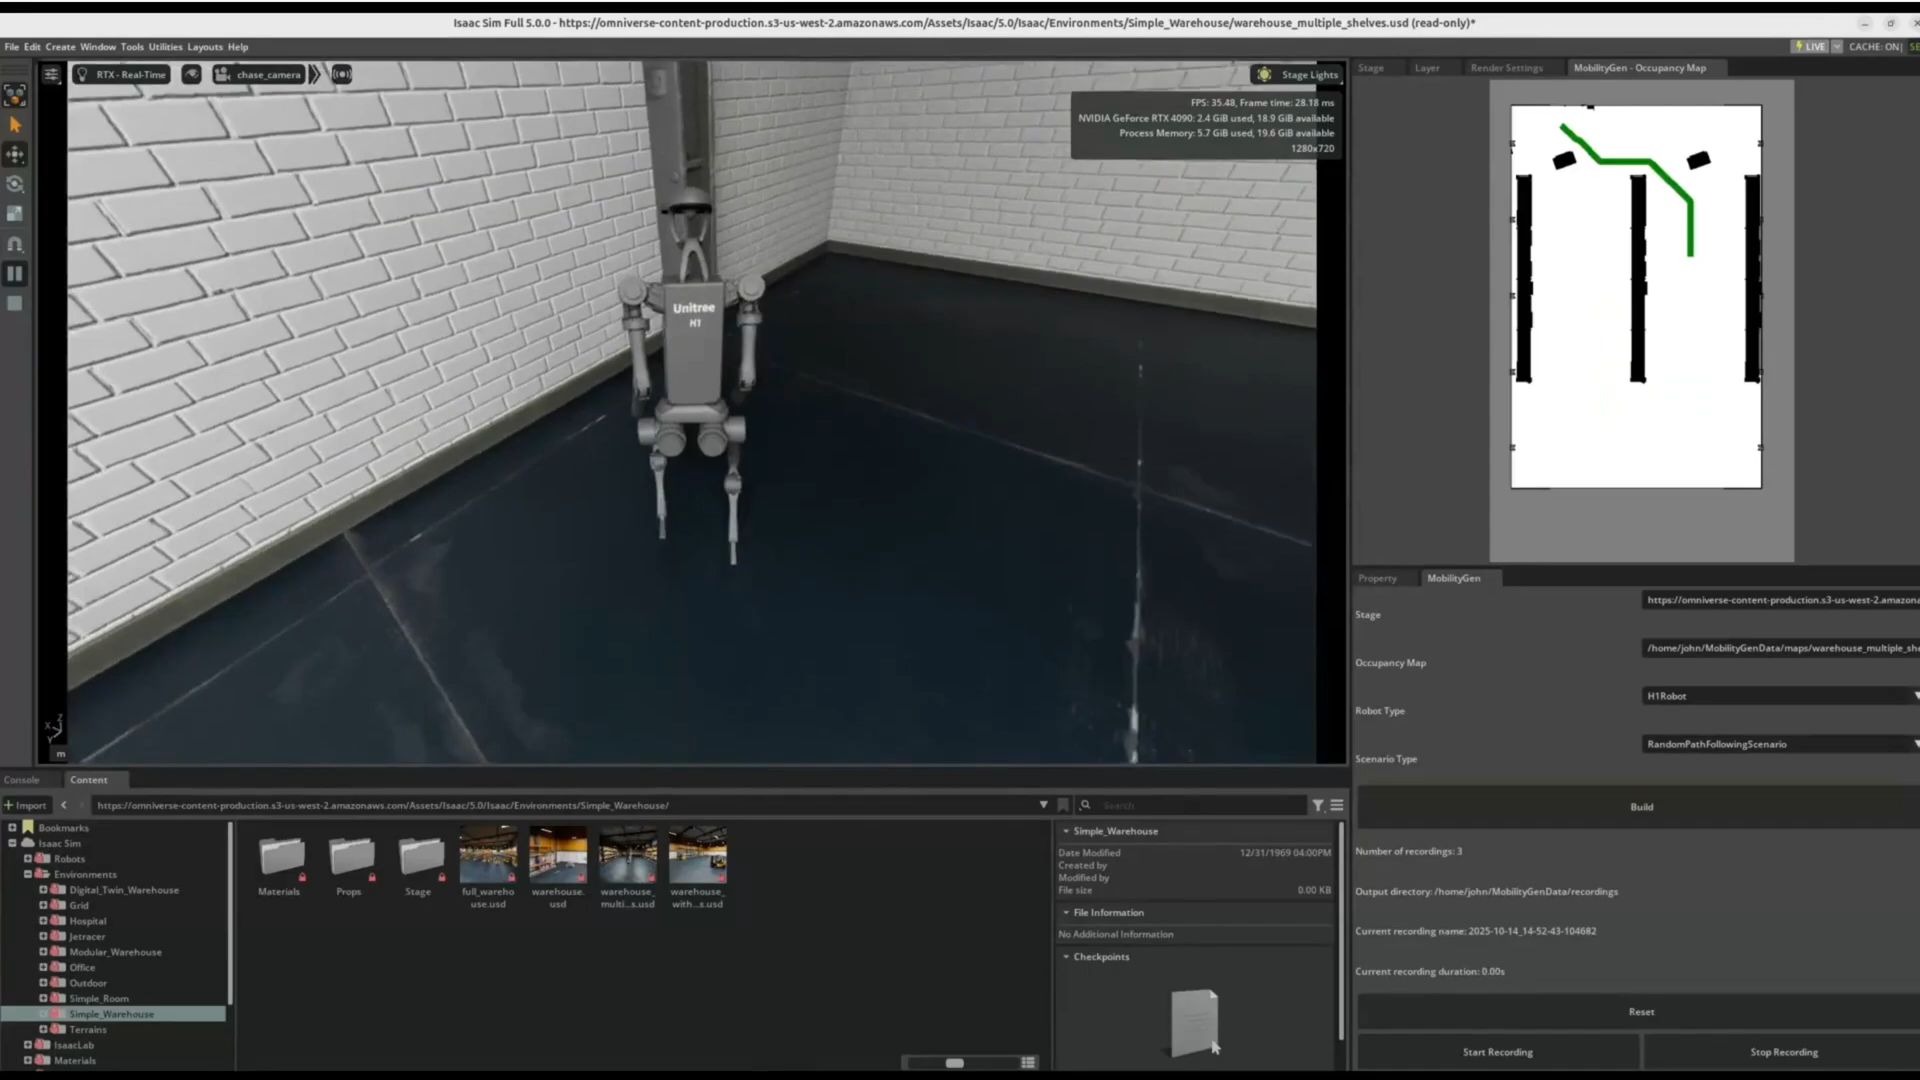 Isaac Sim Full 5.0.0 - https://omniverse-content-production.s3-us-west-2.amazonaws.com/Assets/Isaac/5.0/Isaac/Environments/Simple_Warehouse/warehouse_multiple_shelves.usd (read-only)*
File Edit Create Window Tools Utilities Layouts Help
LIVE CACHE: ON
RTX - Real-Time
chase_camera
Stage Lights
FPS: 35.48, Frame time: 28.18 ms
NVIDIA GeForce RTX 4090: 2.4 GiB used, 18.9 GiB available
Process Memory: 5.7 GiB used, 19.6 GiB available
1280x720
Unitree
H1
X Z
Y
m
Stage Layer Render Settings MobilityGen - Occupancy Map
Property MobilityGen
Stage
https://omniverse-content-production.s3-us-west-2.amazona
Occupancy Map
/home/john/MobilityGenData/maps/warehouse_multiple_she
Robot Type
H1Robot
Scenario Type
RandomPathFollowingScenario
Build
Number of recordings: 3
Output directory: /home/john/MobilityGenData/recordings
Current recording name: 2025-10-14_14-52-43-104682
Current recording duration: 0.00s
Reset
Start Recording
Stop Recording
Console Content
Import
https://omniverse-content-production.s3-us-west-2.amazonaws.com/Assets/Isaac/5.0/Isaac/Environments/Simple_Warehouse/
Search
Bookmarks
Isaac Sim
Robots
Environments
Digital_Twin_Warehouse
Grid
Hospital
Jetracer
Modular_Warehouse
Office
Outdoor
Simple_Room
Simple_Warehouse
Terrains
IsaacLab
Materials
Materials
Props
Stage
full_wareho
use.usd
warehouse.
usd
warehouse_
multi...s.usd
warehouse_
with...s.usd
Simple_Warehouse
Date Modified 12/31/1969 04:00PM
Created by
Modified by
File size 0.00 KB
File Information
No Additional Information
Checkpoints